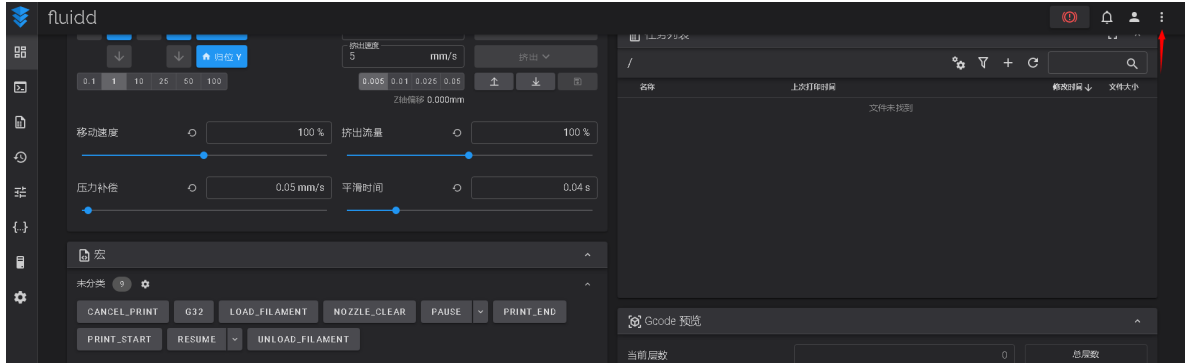 fluidd
归位 Y
挤出速度
5 mm/s
挤出
0.1 1 10 25 50 100
0.005 0.01 0.025 0.05
Z轴偏移 0.000mm
移动速度 100 %
挤出流量 100 %
压力补偿 0.05 mm/s
平滑时间 0.04 s
宏
未分类 9
CANCEL_PRINT G32 LOAD_FILAMENT NOZZLE_CLEAR PAUSE PRINT_END
PRINT_START RESUME UNLOAD_FILAMENT
任务列表
/
名称 上次打印时间 修改时间 文件大小
文件未找到
Gcode 预览
当前层数 0 总层数